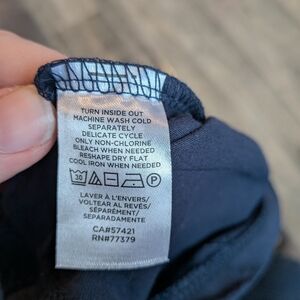 TURN INSIDE OUT
MACHINE WASH COLD
SEPARATELY
DELICATE CYCLE
ONLY NON-CHLORINE
BLEACH WHEN NEEDED
RESHAPE DRY FLAT
COOL IRON WHEN NEEDED
30 P
LAVER À L'ENVERS/
VOLTEAR AL REVÉS/
SÉPARÉMENT/
SEPARADAMENTE
CA#57421
RN#77379